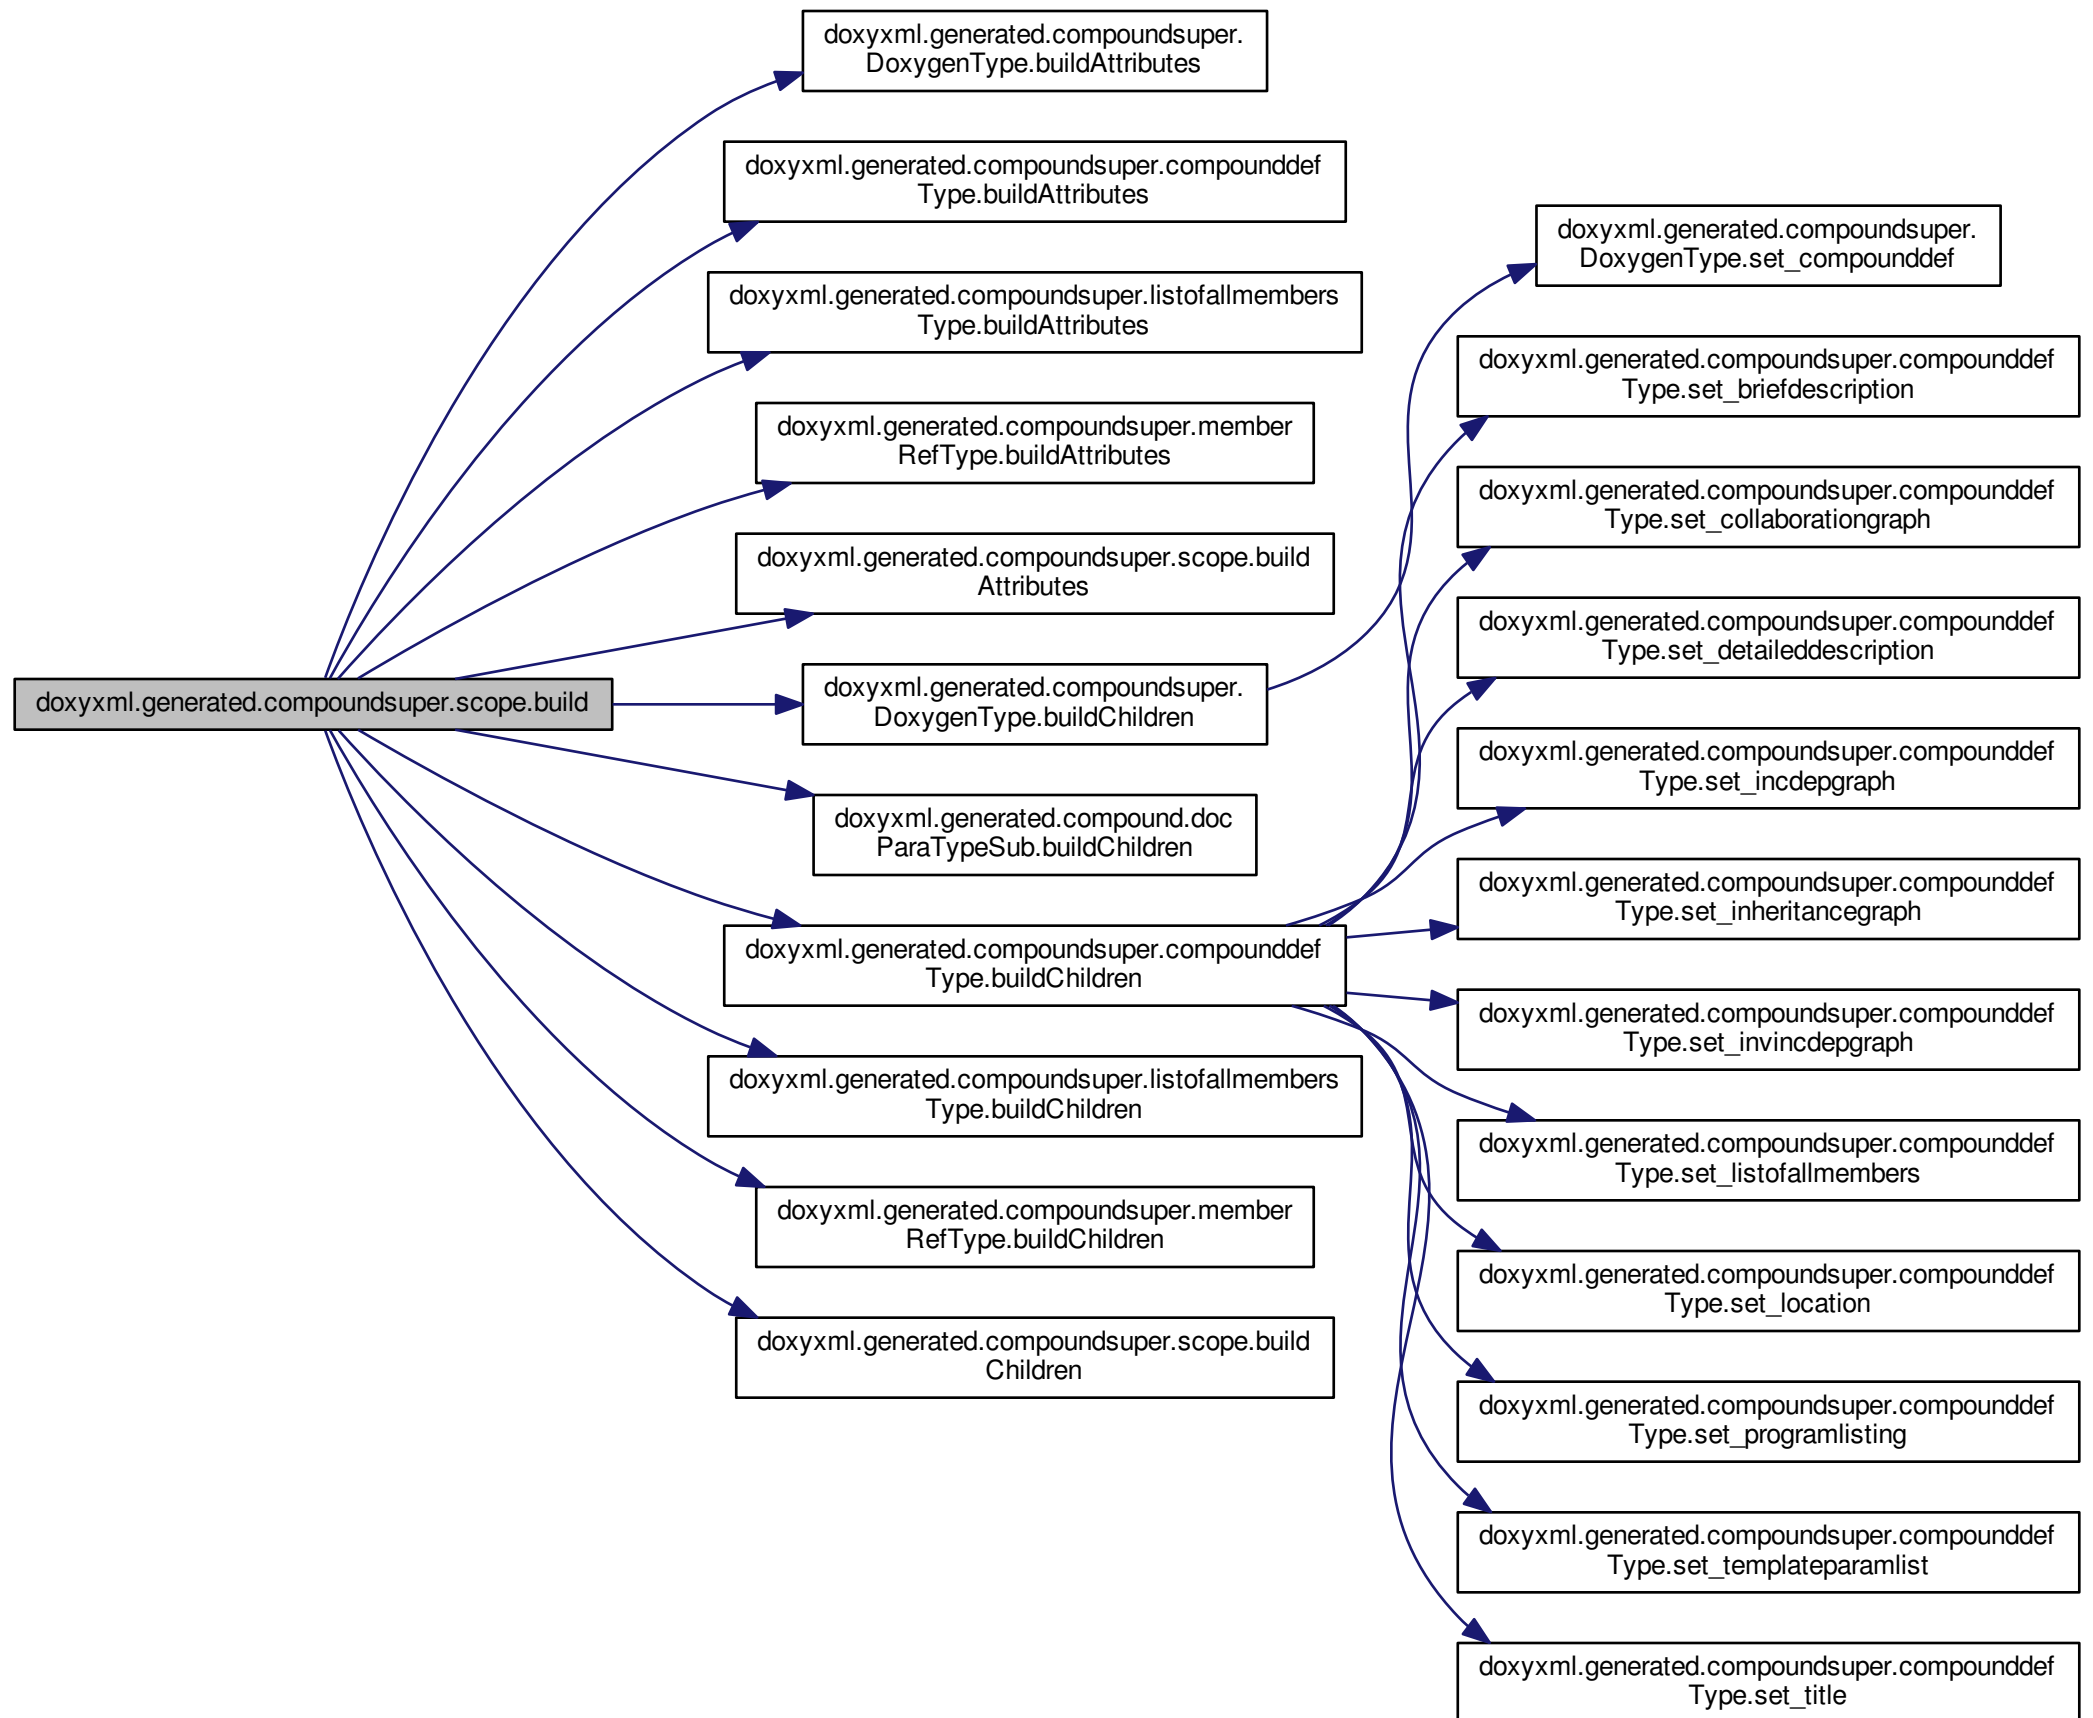 doxyxml.generated.compoundsuper.scope.build
doxyxml.generated.compoundsuper.
DoxygenType.buildAttributes
doxyxml.generated.compoundsuper.compounddef
Type.buildAttributes
doxyxml.generated.compoundsuper.listofallmembers
Type.buildAttributes
doxyxml.generated.compoundsuper.member
RefType.buildAttributes
doxyxml.generated.compoundsuper.scope.build
Attributes
doxyxml.generated.compoundsuper.
DoxygenType.buildChildren
doxyxml.generated.compound.doc
ParaTypeSub.buildChildren
doxyxml.generated.compoundsuper.compounddef
Type.buildChildren
doxyxml.generated.compoundsuper.listofallmembers
Type.buildChildren
doxyxml.generated.compoundsuper.member
RefType.buildChildren
doxyxml.generated.compoundsuper.scope.build
Children
doxyxml.generated.compoundsuper.
DoxygenType.set_compounddef
doxyxml.generated.compoundsuper.compounddef
Type.set_briefdescription
doxyxml.generated.compoundsuper.compounddef
Type.set_collaborationgraph
doxyxml.generated.compoundsuper.compounddef
Type.set_detaileddescription
doxyxml.generated.compoundsuper.compounddef
Type.set_incdepgraph
doxyxml.generated.compoundsuper.compounddef
Type.set_inheritancegraph
doxyxml.generated.compoundsuper.compounddef
Type.set_invincdepgraph
doxyxml.generated.compoundsuper.compounddef
Type.set_listofallmembers
doxyxml.generated.compoundsuper.compounddef
Type.set_location
doxyxml.generated.compoundsuper.compounddef
Type.set_programlisting
doxyxml.generated.compoundsuper.compounddef
Type.set_templateparamlist
doxyxml.generated.compoundsuper.compounddef
Type.set_title